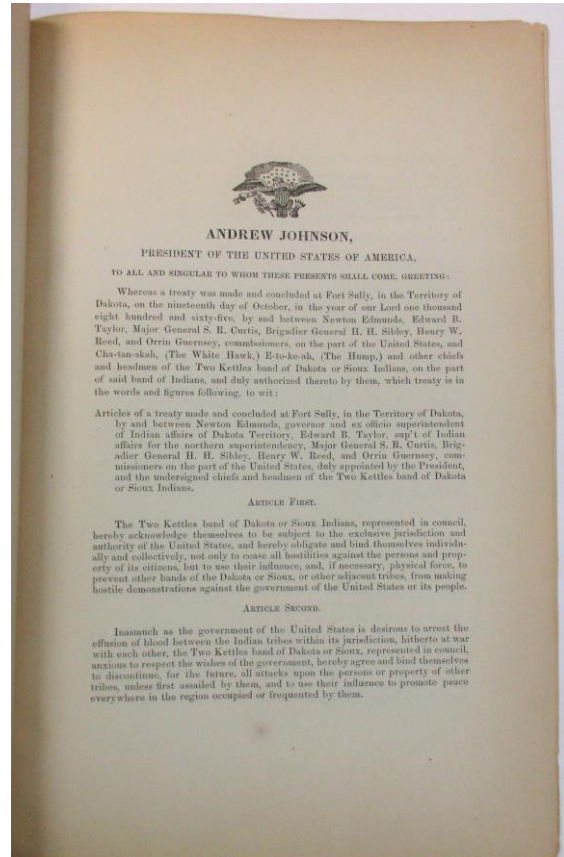 ANDREW JOHNSON,
PRESIDENT OF THE UNITED STATES OF AMERICA,
TO ALL AND SINGULAR TO WHOM THESE PRESENTS SHALL COME, GREETING:
Whereas a treaty was made and concluded at Fort Sully, in the Territory of
Dakota, on the nineteenth day of October, in the year of our Lord one thousand
eight hundred and sixty-five, by and between Newton Edmunds, Edward B.
Taylor, Major General S. R. Curtis, Brigadier General H. H. Sibley, Henry W.
Reed, and Orrin Guernsey, commissioners, on the part of the United States, and
Cha-tan-skah, (The White Hawk,) E-to-ke-ah, (The Hump,) and other chiefs
and headmen of the Two Kettles band of Dakota or Sioux Indians, on the part
of said band of Indians, and duly authorized thereto by them, which treaty is in
the words and figures following, to wit:
Articles of a treaty made and concluded at Fort Sully, in the Territory of Dakota,
by and between Newton Edmunds, governor and ex officio superintendent
of Indian affairs of Dakota Territory, Edward B. Taylor, sup't of Indian
affairs for the northern superintendency, Major General S. R. Curtis, Brig-
adier General H. H. Sibley, Henry W. Reed, and Orrin Guernsey, com-
missioners on the part of the United States, duly appointed by the President,
and the undersigned chiefs and headmen of the Two Kettles band of Dakota
or Sioux Indians.
ARTICLE FIRST.
The Two Kettles band of Dakota or Sioux Indians, represented in council,
hereby acknowledge themselves to be subject to the exclusive jurisdiction and
authority of the United States, and hereby obligate and bind themselves individu-
ally and collectively, not only to cease all hostilities against the persons and prop-
erty of its citizens, but to use their influence, and, if necessary, physical force, to
prevent other bands of the Dakota or Sioux, or other adjacent tribes, from making
hostile demonstrations against the government of the United States or its people.
ARTICLE SECOND.
Inasmuch as the government of the United States is desirous to arrest the
effusion of blood between the Indian tribes within its jurisdiction, hitherto at war
with each other, the Two Kettles band of Dakota or Sioux, represented in council,
anxious to respect the wishes of the government, hereby agree and bind themselves
to discontinue, for the future, all attacks upon the persons or property of other
tribes, unless first assailed by them, and to use their influence to promote peace
everywhere in the region occupied or frequented by them.